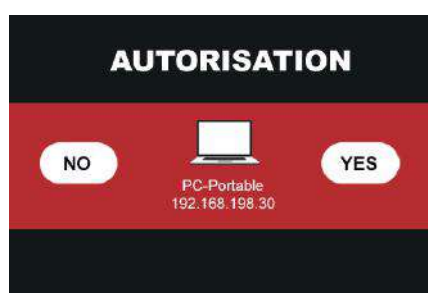 AUTORISATION
NO
YES
PC-Portable
192.168.198.30